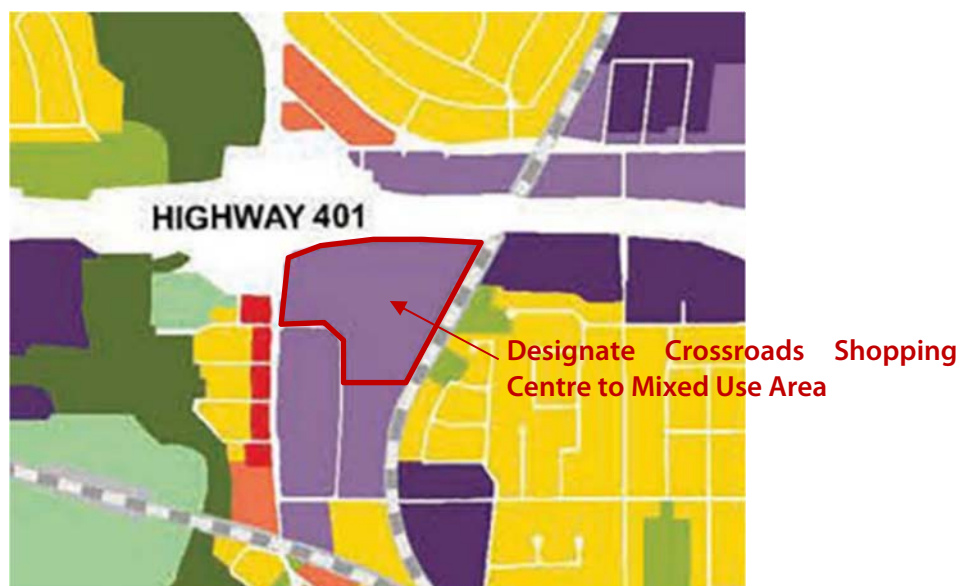 HIGHWAY 401
Designate Crossroads Shopping
Centre to Mixed Use Area